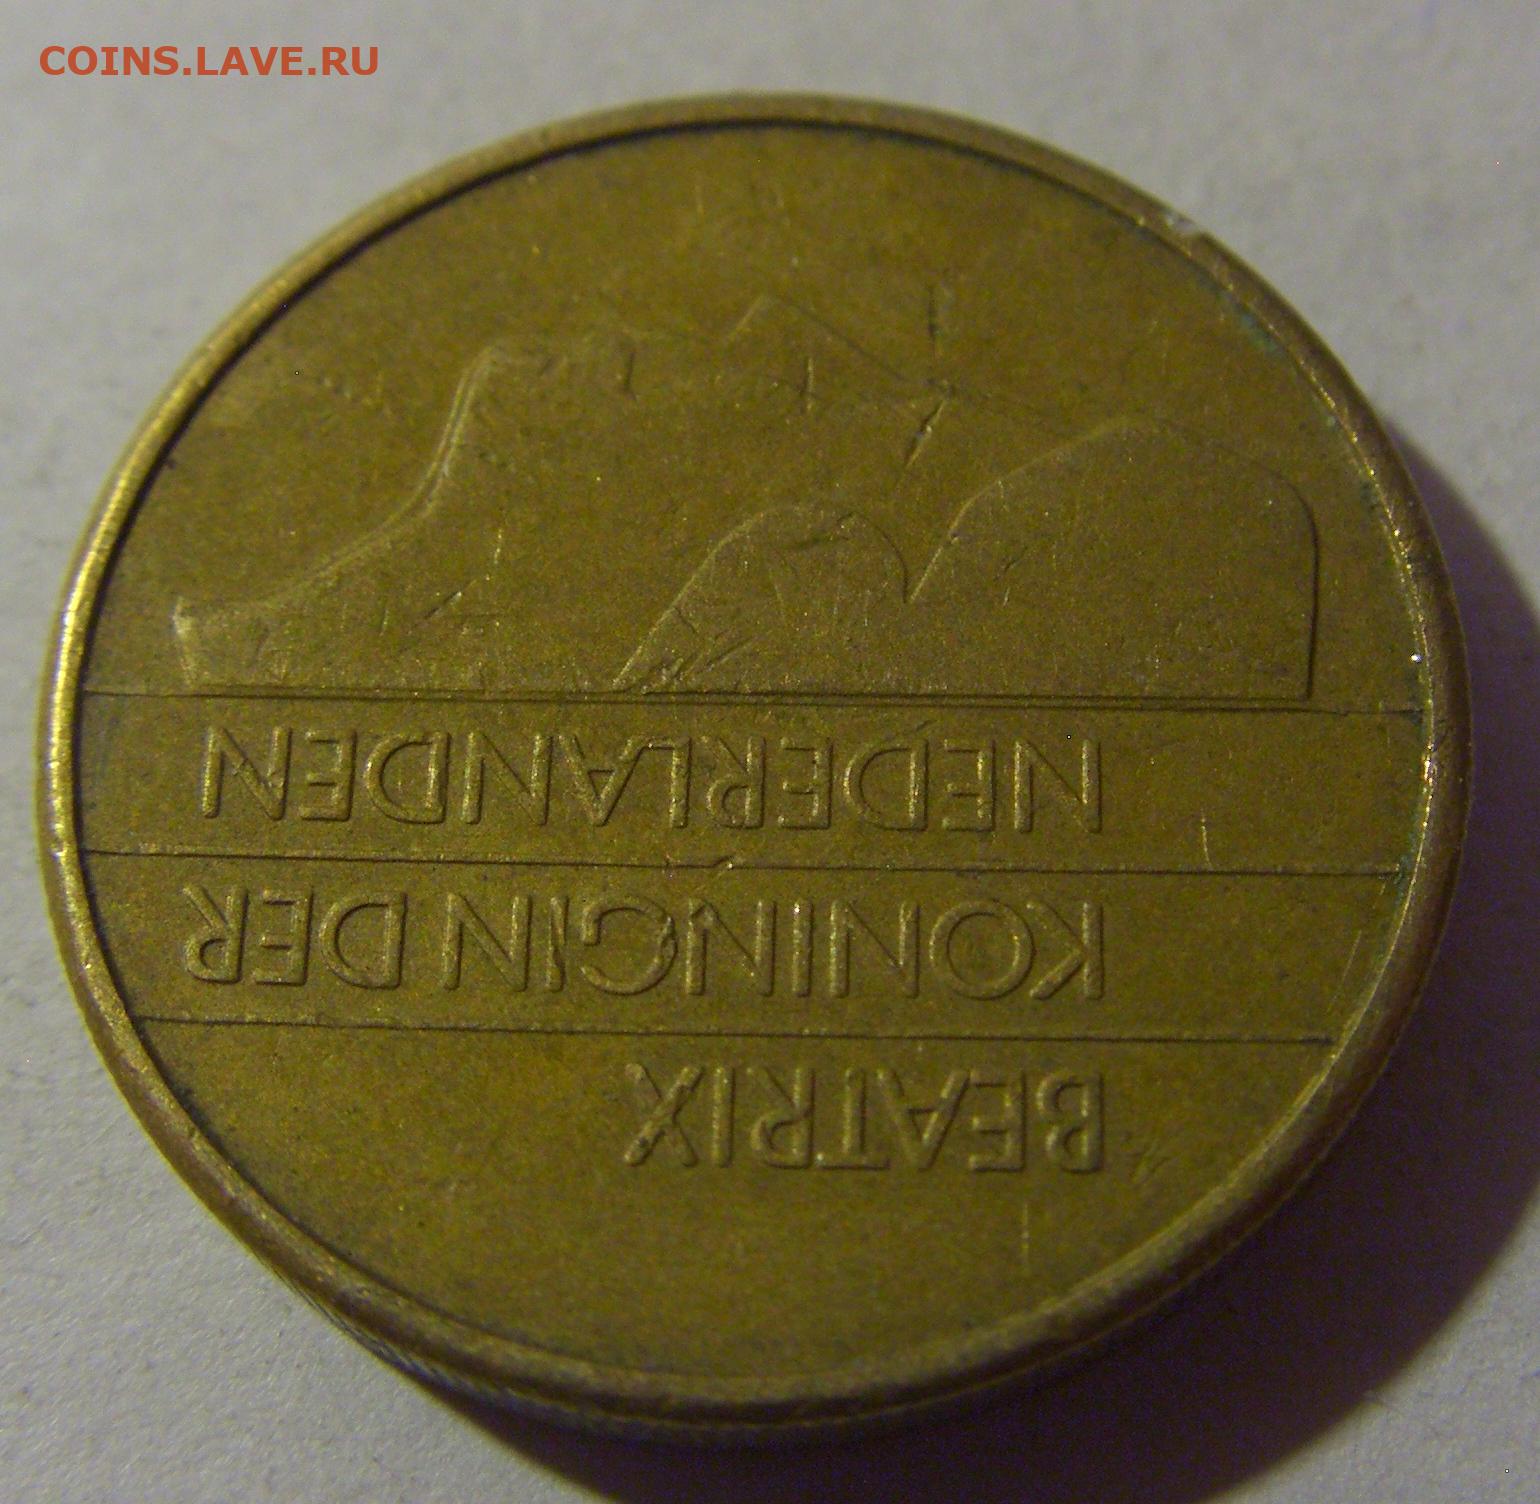 COINS.LAVE.RU
BEATRIX
KONINGIN DER
NEDERLANDEN